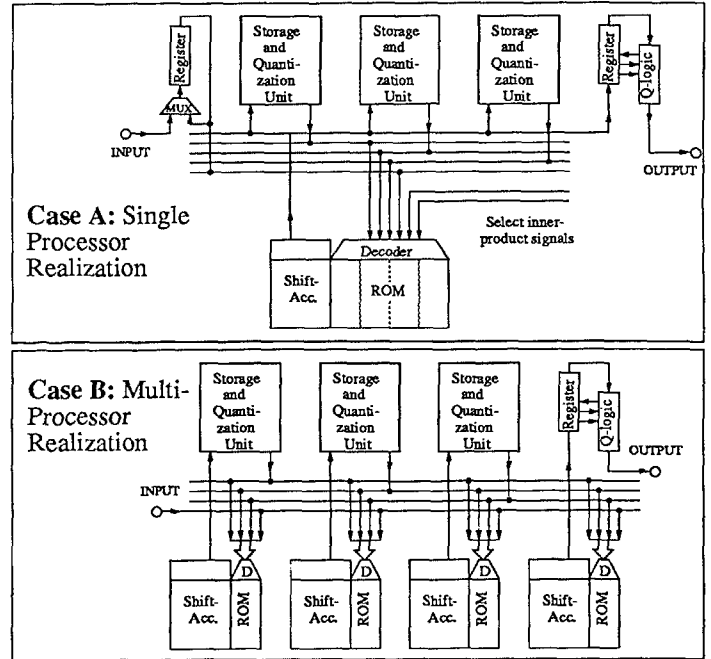 Register
MUX
INPUT
Storage
and
Quanti-
zation
Unit
Storage
and
Quanti-
zation
Unit
Storage
and
Quanti-
zation
Unit
Register
Q-logic
OUTPUT
Case A: Single
Processor
Realization
Select inner-
product signals
Decoder
Shift-
Acc.
ROM
Case B: Multi-
Processor
Realization
Storage
and
Quanti-
zation
Unit
Storage
and
Quanti-
zation
Unit
Storage
and
Quanti-
zation
Unit
Register
Q-logic
OUTPUT
INPUT
D
Shift-
Acc.
ROM
D
Shift-
Acc.
ROM
D
Shift-
Acc.
ROM
D
Shift-
Acc.
ROM